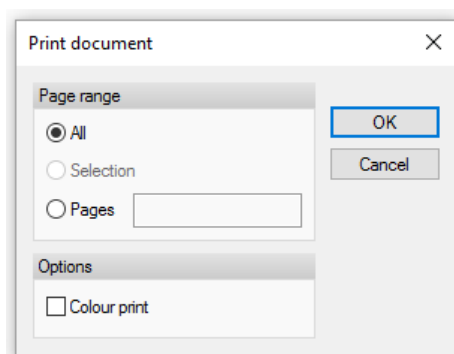 Print document
Page range
All
Selection
Pages
OK
Cancel
Options
Colour print